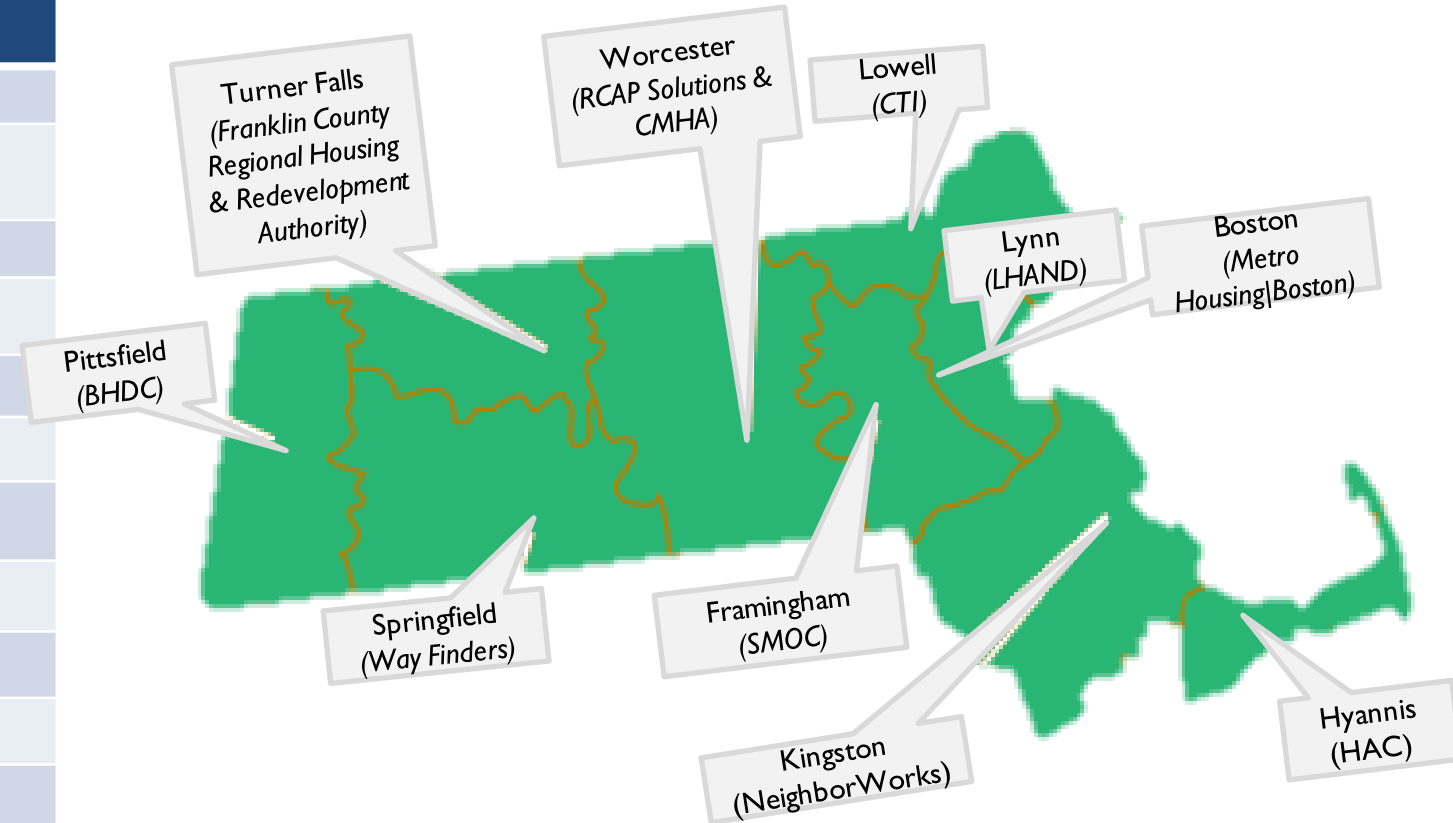 Turner Falls
(Franklin County
Regional Housing
& Redevelopment
Authority)
Worcester
(RCAP Solutions &
CMHA)
Lowell
(CTI)
Lynn
(LHAND)
Boston
(Metro
Housing|Boston)
Pittsfield
(BHDC)
Springfield
(Way Finders)
Framingham
(SMOC)
Kingston
(NeighborWorks)
Hyannis
(HAC)